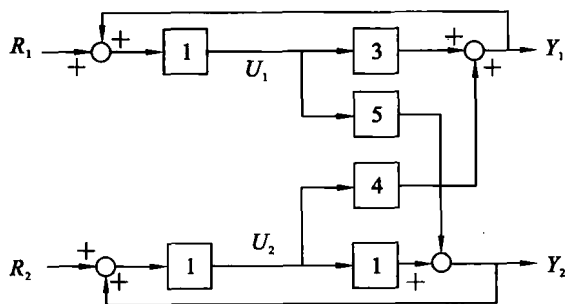 R₁ + + 1 U₁ 3 + + Y₁
5
4
R₂ + + 1 U₂ 1 + Y₂